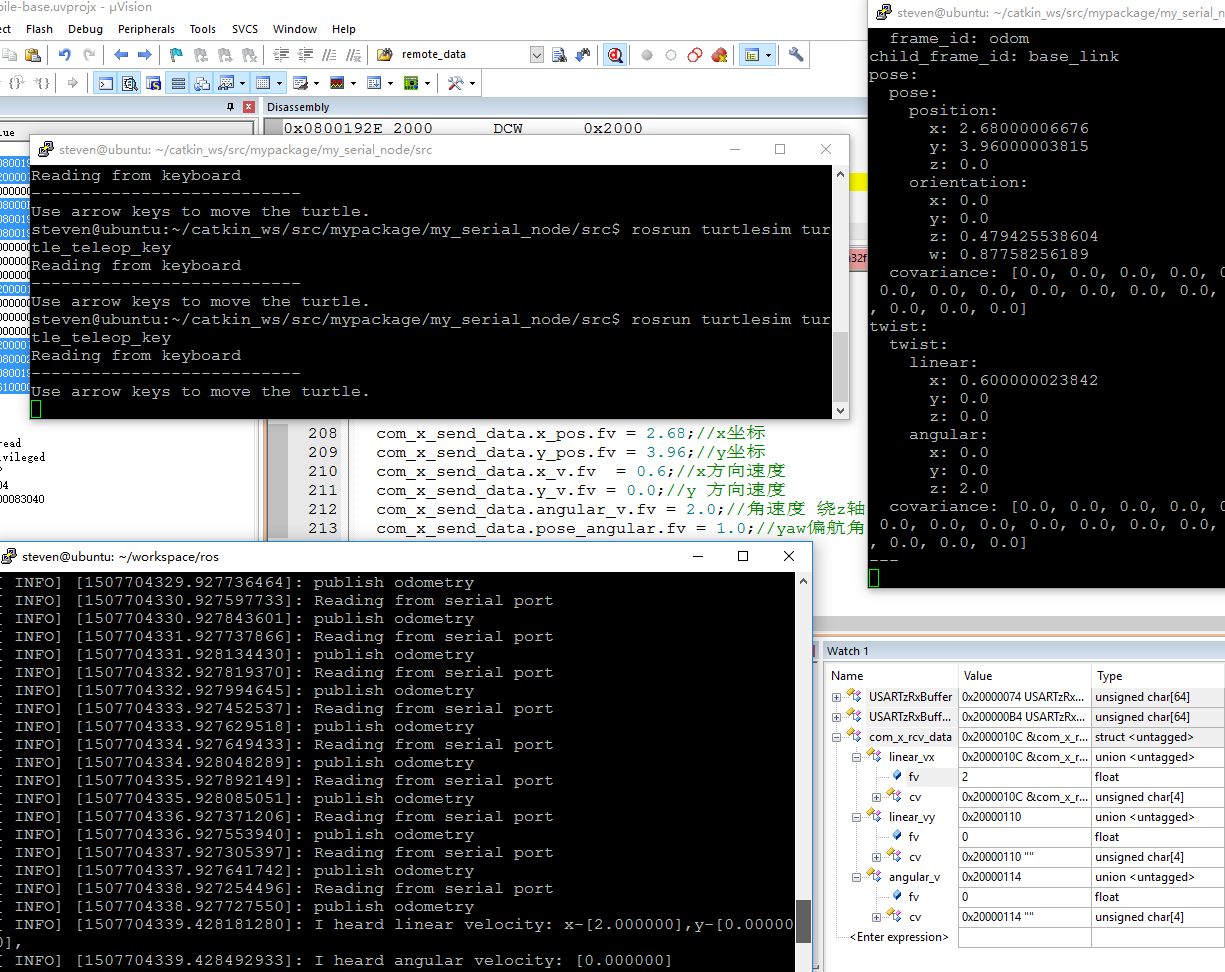 bile-base.uvprojx - µVision
ect Flash Debug Peripherals Tools SVCS Window Help
remote_data
Disassembly
lue
0x0800192E 2000 DCW 0x2000
steven@ubuntu: ~/catkin_ws/src/mypackage/my_serial_node/src
Reading from keyboard
---------------------------
Use arrow keys to move the turtle.
steven@ubuntu:~/catkin_ws/src/mypackage/my_serial_node/src$ rosrun turtlesim tur
tle_teleop_key
Reading from keyboard
---------------------------
Use arrow keys to move the turtle.
steven@ubuntu:~/catkin_ws/src/mypackage/my_serial_node/src$ rosrun turtlesim tur
tle_teleop_key
Reading from keyboard
---------------------------
Use arrow keys to move the turtle.
read
vileged
04
00083040
32f
208 com_x_send_data.x_pos.fv = 2.68;//x坐标
209 com_x_send_data.y_pos.fv = 3.96;//y坐标
210 com_x_send_data.x_v.fv  = 0.6;//x方向速度
211 com_x_send_data.y_v.fv = 0.0;//y 方向速度
212 com_x_send_data.angular_v.fv = 2.0;//角速度 绕z轴
213 com_x_send_data.pose_angular.fv = 1.0;//yaw偏航角
steven@ubuntu: ~/catkin_ws/src/mypackage/my_serial_n
frame_id: odom
child_frame_id: base_link
pose:
pose:
position:
x: 2.68000006676
y: 3.96000003815
z: 0.0
orientation:
x: 0.0
y: 0.0
z: 0.479425538604
w: 0.87758256189
covariance: [0.0, 0.0, 0.0, 0.0, 0
0.0, 0.0, 0.0, 0.0, 0.0, 0.0, 0.0,
, 0.0, 0.0, 0.0]
twist:
twist:
linear:
x: 0.600000023842
y: 0.0
z: 0.0
angular:
x: 0.0
y: 0.0
z: 2.0
covariance: [0.0, 0.0, 0.0, 0.0, 0
0.0, 0.0, 0.0, 0.0, 0.0, 0.0, 0.0,
, 0.0, 0.0, 0.0]
---
steven@ubuntu: ~/workspace/ros
[ INFO] [1507704329.927736464]: publish odometry
[ INFO] [1507704330.927597733]: Reading from serial port
[ INFO] [1507704330.927843601]: publish odometry
[ INFO] [1507704331.927737866]: Reading from serial port
[ INFO] [1507704331.928134430]: publish odometry
[ INFO] [1507704332.927819370]: Reading from serial port
[ INFO] [1507704332.927994645]: publish odometry
[ INFO] [1507704333.927452537]: Reading from serial port
[ INFO] [1507704333.927629518]: publish odometry
[ INFO] [1507704334.927649433]: Reading from serial port
[ INFO] [1507704334.928048289]: publish odometry
[ INFO] [1507704335.927892149]: Reading from serial port
[ INFO] [1507704335.928085051]: publish odometry
[ INFO] [1507704336.927371206]: Reading from serial port
[ INFO] [1507704336.927553940]: publish odometry
[ INFO] [1507704337.927305397]: Reading from serial port
[ INFO] [1507704337.927641742]: publish odometry
[ INFO] [1507704338.927254496]: Reading from serial port
[ INFO] [1507704338.927727550]: publish odometry
[ INFO] [1507704339.428181280]: I heard linear velocity: x-[2.000000],y-[0.00000
0],
[ INFO] [1507704339.428492933]: I heard angular velocity: [0.000000]
Watch 1
Name Value Type
USARTzRxBuffer 0x20000074 USARTzRx... unsigned char[64]
USARTzRxBuff... 0x200000B4 USARTzRx... unsigned char[64]
com_x_rcv_data 0x2000010C &com_x_r... struct <untagged>
linear_vx 0x2000010C &com_x_r... union <untagged>
fv 2 float
cv 0x2000010C &com_x_r... unsigned char[4]
linear_vy 0x20000110 union <untagged>
fv 0 float
cv 0x20000110 "" unsigned char[4]
angular_v 0x20000114 union <untagged>
fv 0 float
cv 0x20000114 "" unsigned char[4]
<Enter expression>